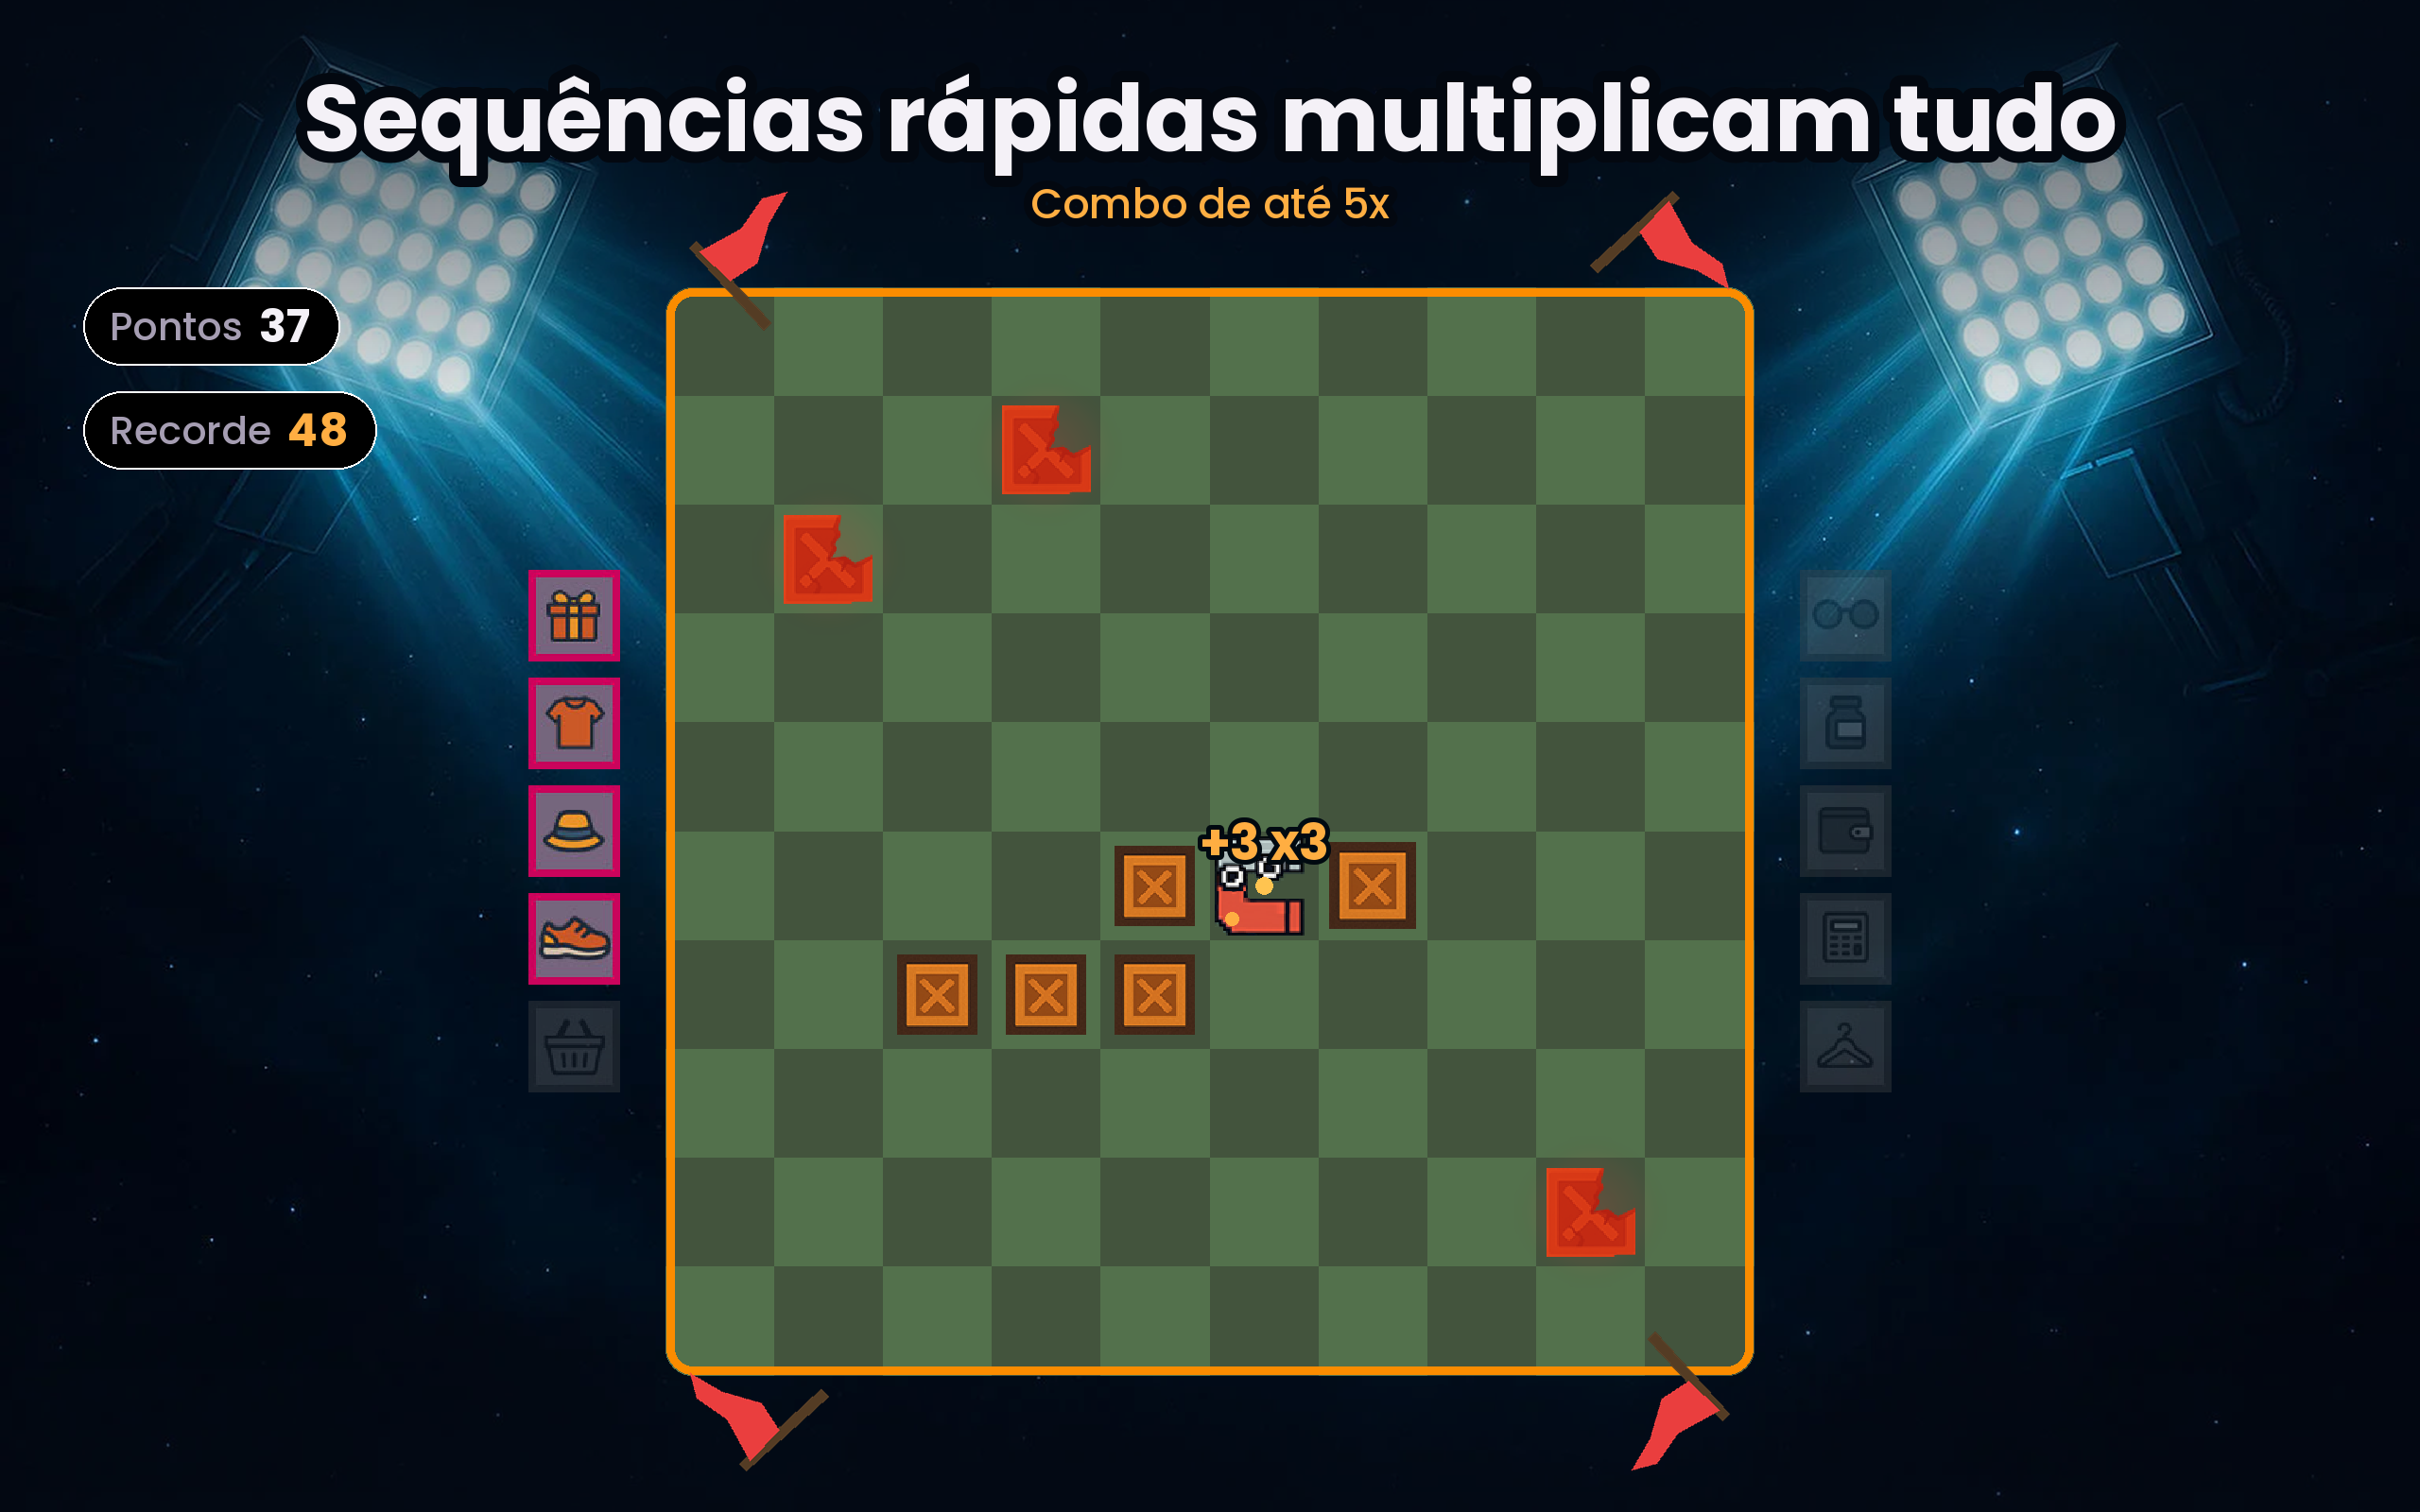 Sequências rápidas multiplicam tudo
Combo de até 5x
Pontos 37
Recorde 48
+3 x3